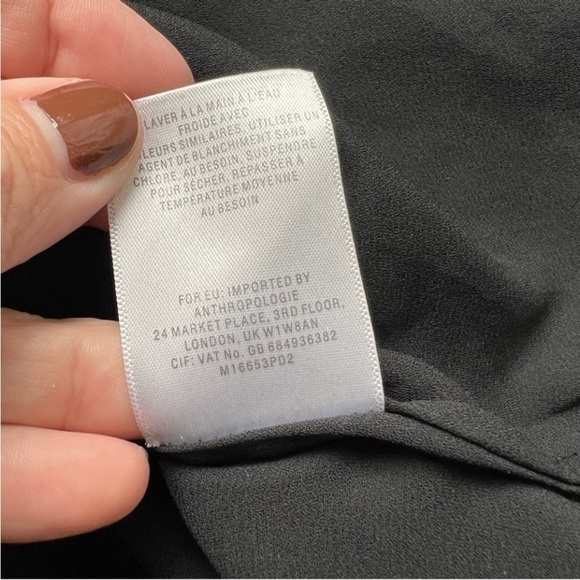 LAVER À LA MAIN À L'EAU
FROIDE AVEC
ULEURS SIMILAIRES. UTILISER UN
AGENT DE BLANCHIMENT SANS
CHLORE, AU BESOIN, SUSPENDRE
POUR SÉCHER, REPASSER À
TEMPÉRATURE MOYENNE
AU BESOIN
FOR EU: IMPORTED BY
ANTHROPOLOGIE
24 MARKET PLACE, 3RD FLOOR,
LONDON, UK W1W8AN
CIF: VAT No. GB 684936382
M16653PD2